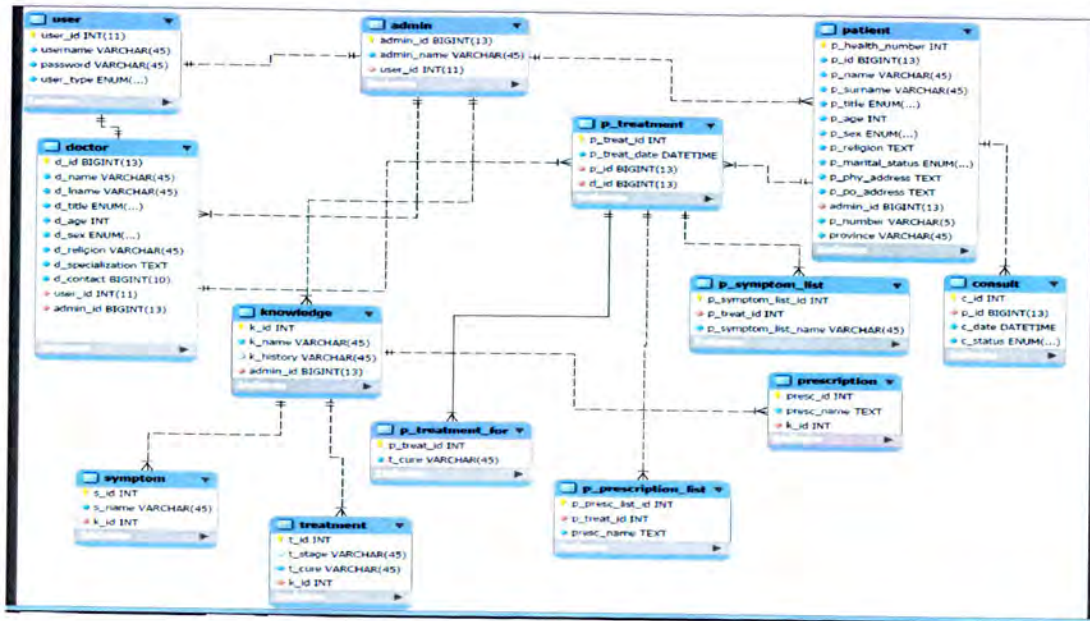 user
user_id INT(11)
username VARCHAR(45)
password VARCHAR(45)
user_type ENUM(...)
admin
admin_id BIGINT(13)
admin_name VARCHAR(45)
user_id INT(11)
patient
p_health_number INT
p_id BIGINT(13)
p_name VARCHAR(45)
p_surname VARCHAR(45)
p_title ENUM(...)
p_age INT
p_sex ENUM(...)
p_religion TEXT
p_marital_status ENUM(...)
p_phy_address TEXT
p_po_address TEXT
admin_id BIGINT(13)
p_number VARCHAR(5)
province VARCHAR(45)
p_treatment
p_treat_id INT
p_treat_date DATETIME
p_id BIGINT(13)
d_id BIGINT(13)
doctor
d_id BIGINT(13)
d_name VARCHAR(45)
d_lname VARCHAR(45)
d_title ENUM(...)
d_age INT
d_sex ENUM(...)
d_religion VARCHAR(45)
d_specialization TEXT
d_contact BIGINT(10)
user_id INT(11)
admin_id BIGINT(13)
knowledge
k_id INT
k_name VARCHAR(45)
k_history VARCHAR(45)
admin_id BIGINT(13)
p_symptom_list
p_symptom_list_id INT
p_treat_id INT
p_symptom_list_name VARCHAR(45)
consult
c_id INT
p_id BIGINT(13)
c_date DATETIME
c_status ENUM(...)
prescription
presc_id INT
presc_name TEXT
k_id INT
p_treatment_for
p_treat_id INT
t_cure VARCHAR(45)
symptom
s_id INT
s_name VARCHAR(45)
k_id INT
treatment
t_id INT
t_stage VARCHAR(45)
t_cure VARCHAR(45)
k_id INT
p_prescription_list
p_presc_list_id INT
p_treat_id INT
presc_name TEXT